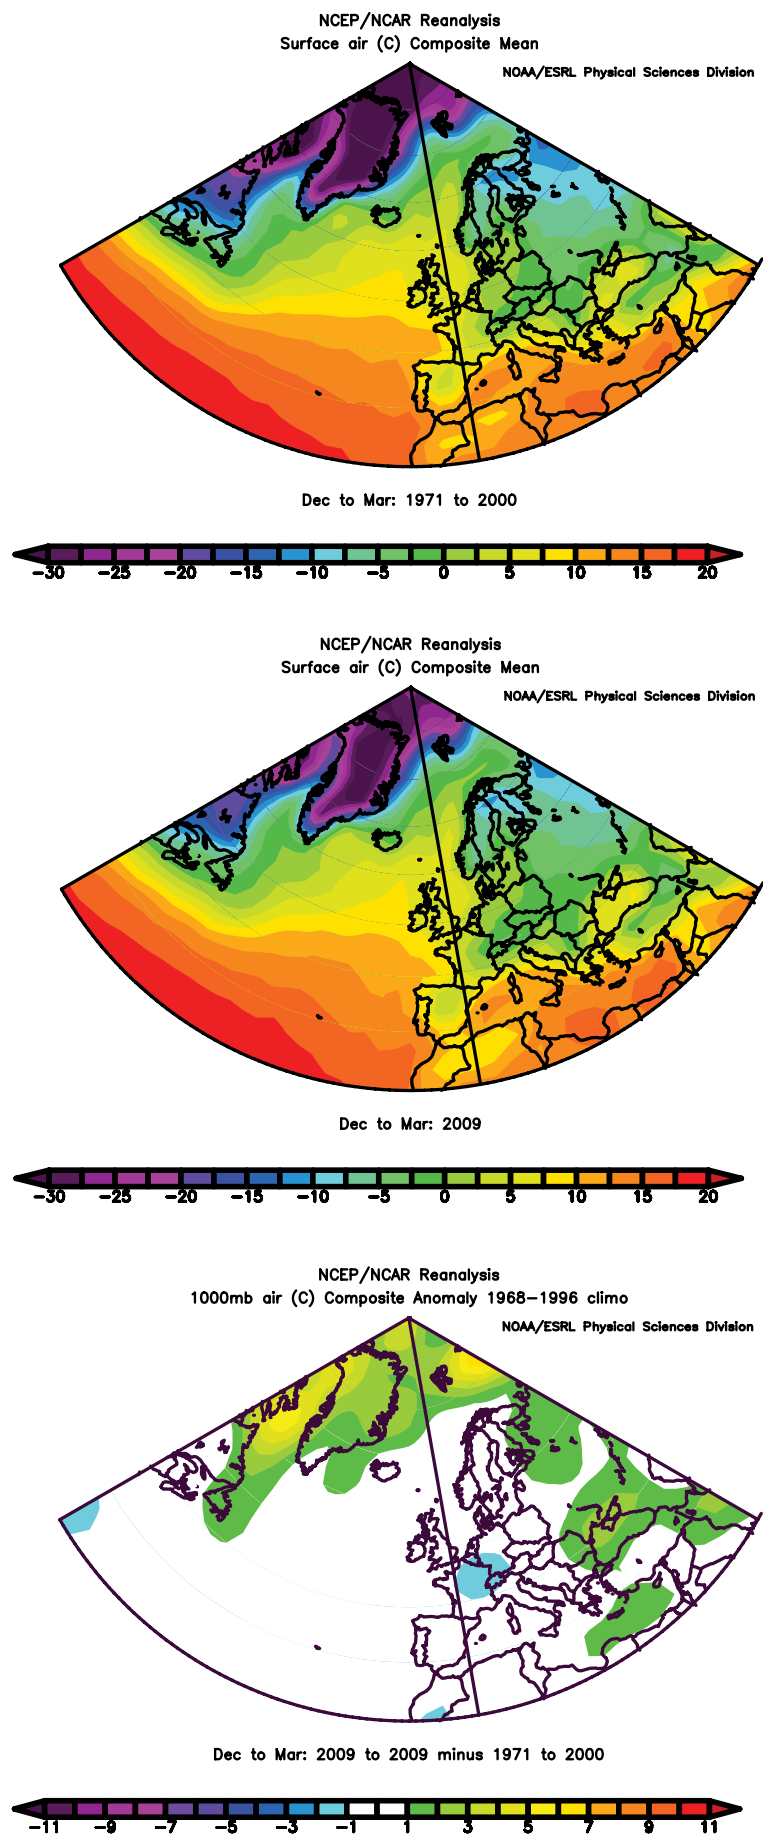 NCEP/NCAR Reanalysis
Surface air (C) Composite Mean
NOAA/ESRL Physical Sciences Division
Dec to Mar: 1971 to 2000
-30 -25 -20 -15 -10 -5 0 5 10 15 20
NCEP/NCAR Reanalysis
Surface air (C) Composite Mean
NOAA/ESRL Physical Sciences Division
Dec to Mar: 2009
-30 -25 -20 -15 -10 -5 0 5 10 15 20
NCEP/NCAR Reanalysis
1000mb air (C) Composite Anomaly 1968-1996 climo
NOAA/ESRL Physical Sciences Division
Dec to Mar: 2009 to 2009 minus 1971 to 2000
-11 -9 -7 -5 -3 -1 1 3 5 7 9 11